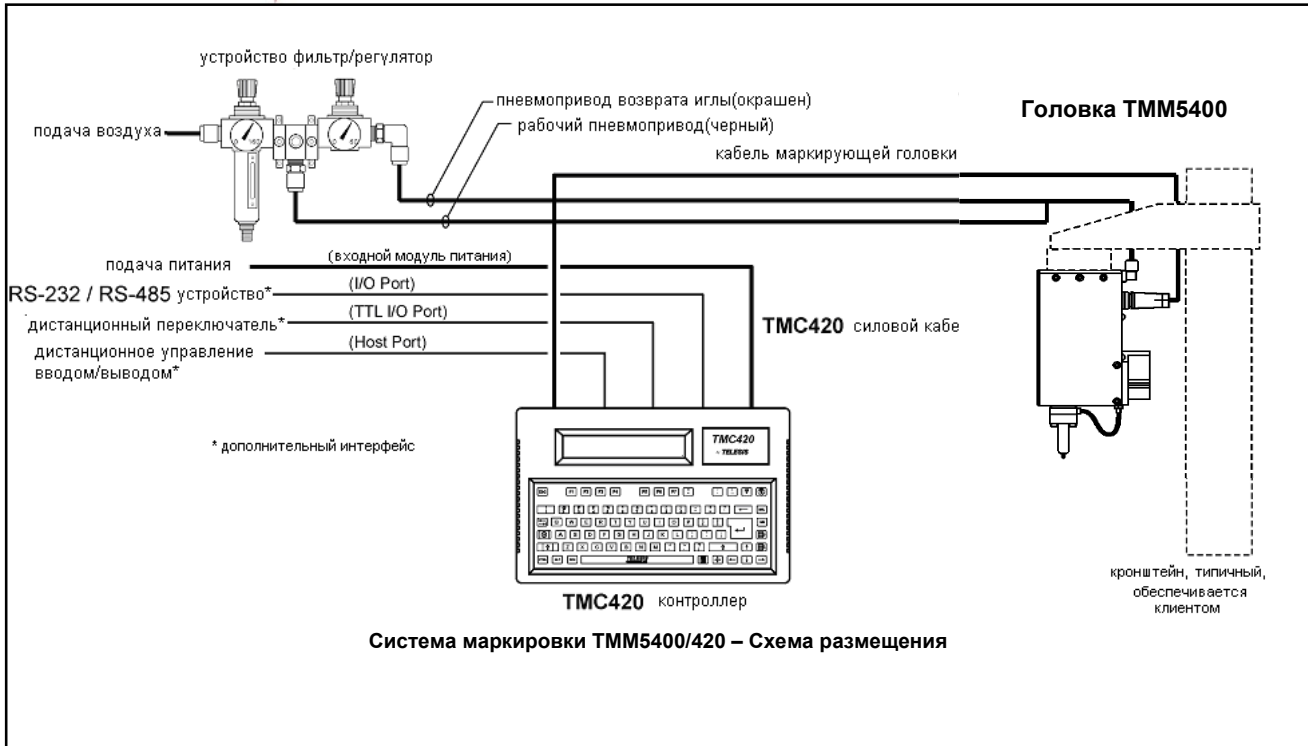 устройство фильтр/регулятор
пневмопривод возврата иглы(окрашен)
Головка TMM5400
подача воздуха
рабочий пневмопривод(черный)
кабель маркирующей головки
подача питания
(входной модуль питания)
RS-232 / RS-485 устройство*
(I/O Port)
дистанционный переключатель*
(TTL I/O Port)
TMC420 силовой кабе
дистанционное управление
вводом/выводом*
(Host Port)
* дополнительный интерфейс
TMC420
TELESIS
TELESIS
кронштейн, типичный,
обеспечивается
клиентом
TMC420 контроллер
Система маркировки TMM5400/420 – Схема размещения